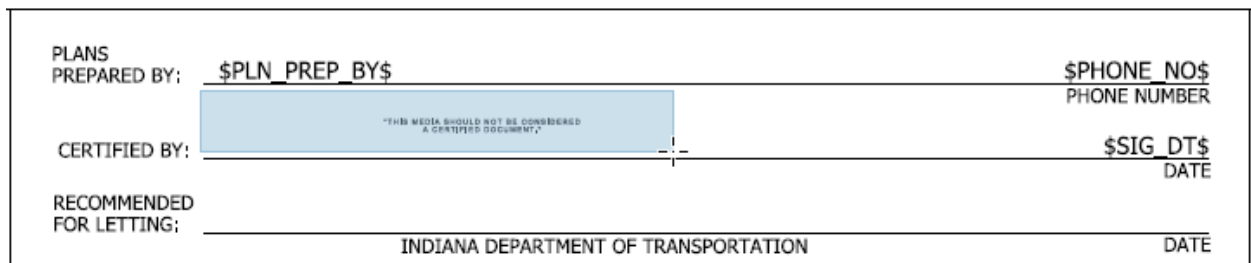 PLANS
PREPARED BY: $PLN_PREP_BY$ $PHONE_NO$
PHONE NUMBER
"THIS MEDIA SHOULD NOT BE CONSIDERED
A CERTIFIED DOCUMENT."
CERTIFIED BY: $SIG_DT$
DATE
RECOMMENDED
FOR LETTING:
INDIANA DEPARTMENT OF TRANSPORTATION DATE